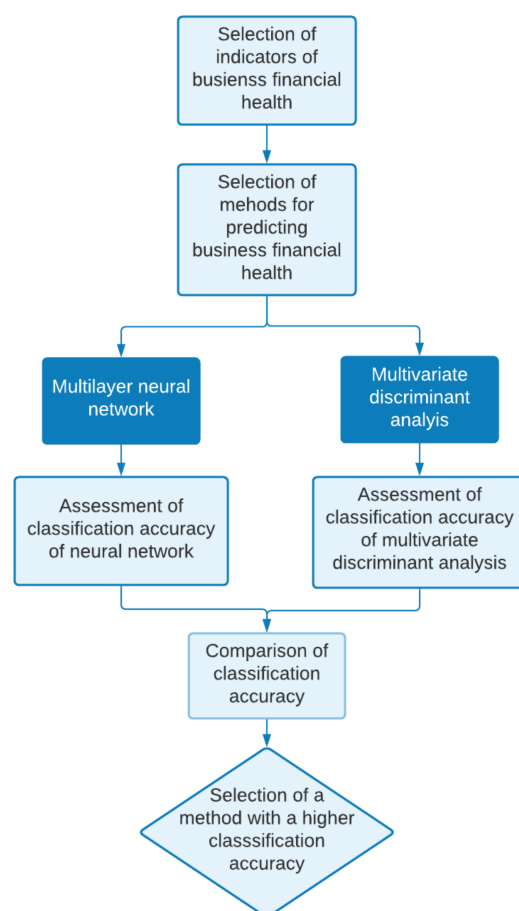 Selection of
indicators of
busienss financial
health
Selection of
mehods for
predicting
business financial
health
Multilayer neural
network
Multivariate
discriminant
analyis
Assessment of
classification accuracy
of neural network
Assessment of
classification accuracy
of multivariate
discriminant analysis
Comparison of
classification
accuracy
Selection of a
method with a higher
classsification
accuracy